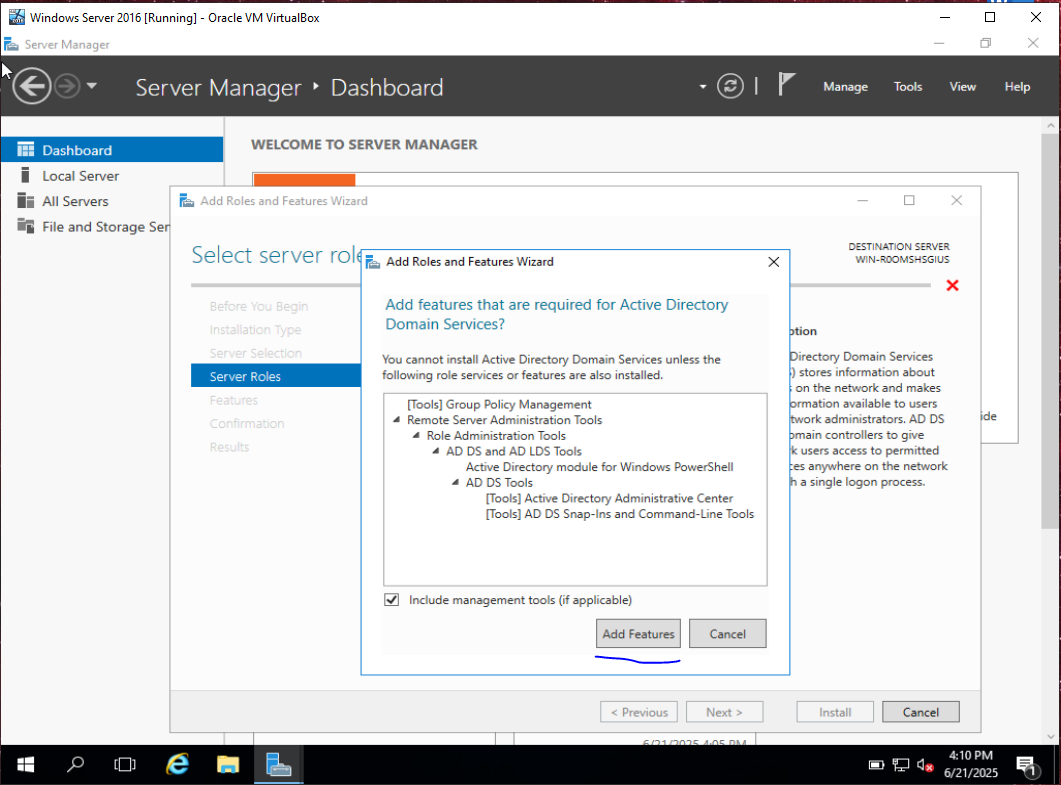 Windows Server 2016 [Running] - Oracle VM VirtualBox
Server Manager
Server Manager
Dashboard
Manage
Tools
View
Help
Dashboard
Local Server
All Servers
File and Storage Ser
WELCOME TO SERVER MANAGER
Add Roles and Features Wizard
Select server role
DESTINATION SERVER
WIN-R0OMSHSGIUS
Before You Begin
Installation Type
Server Selection
Server Roles
Features
Confirmation
Results
Add Roles and Features Wizard
Add features that are required for Active Directory
Domain Services?
You cannot install Active Directory Domain Services unless the
following role services or features are also installed.
[Tools] Group Policy Management
Remote Server Administration Tools
Role Administration Tools
AD DS and AD LDS Tools
Active Directory module for Windows PowerShell
AD DS Tools
[Tools] Active Directory Administrative Center
[Tools] AD DS Snap-Ins and Command-Line Tools
Include management tools (if applicable)
Add Features
Cancel
ption
Directory Domain Services
) stores information about
on the network and makes
ormation available to users
twork administrators. AD DS
omain controllers to give
k users access to permitted
ces anywhere on the network
h a single logon process.
ide
< Previous
Next >
Install
Cancel
6/21/2025 4:05 PM
4:10 PM
6/21/2025
1